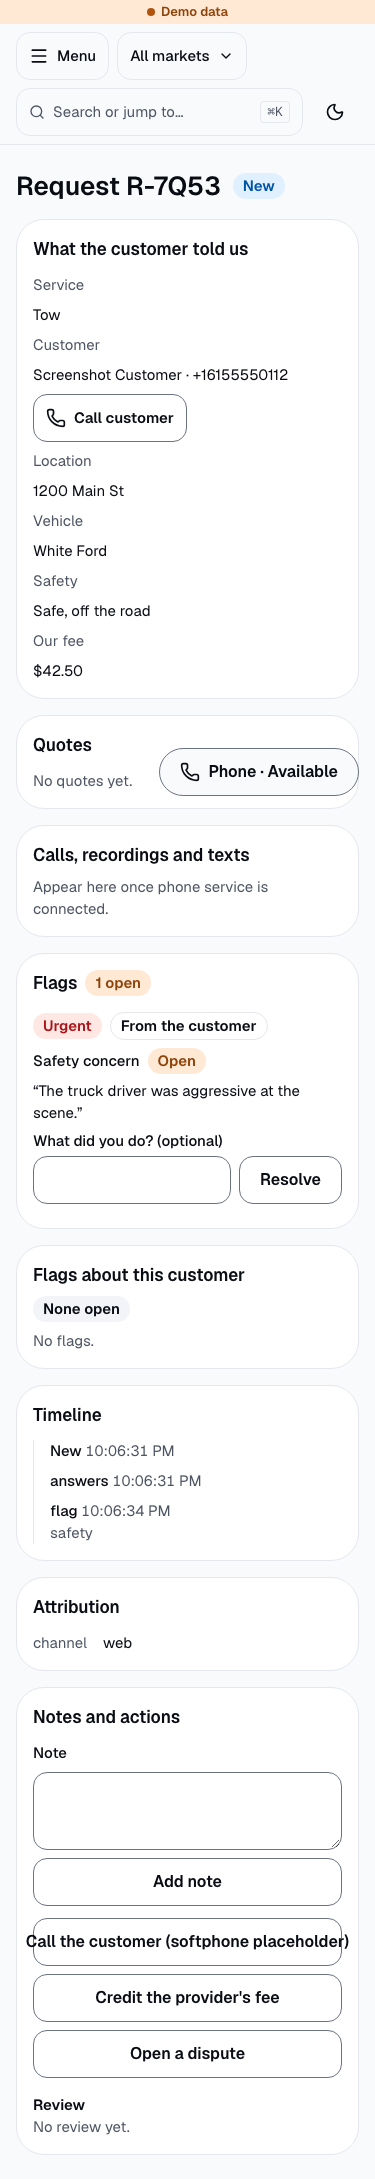 Demo data
Menu
All markets
Search or jump to…
⌘K
Request R-7Q53
New
What the customer told us
Service
Tow
Customer
Screenshot Customer · +16155550112
Call customer
Location
1200 Main St
Vehicle
White Ford
Safety
Safe, off the road
Our fee
$42.50
Quotes
No quotes yet.
Phone · Available
Calls, recordings and texts
Appear here once phone service is
connected.
Flags
1 open
Urgent
From the customer
Safety concern
Open
“The truck driver was aggressive at the
scene.”
What did you do? (optional)
Resolve
Flags about this customer
None open
No flags.
Timeline
New 10:06:31 PM
answers 10:06:31 PM
flag 10:06:34 PM
safety
Attribution
channel web
Notes and actions
Note
Add note
Call the customer (softphone placeholder)
Credit the provider's fee
Open a dispute
Review
No review yet.